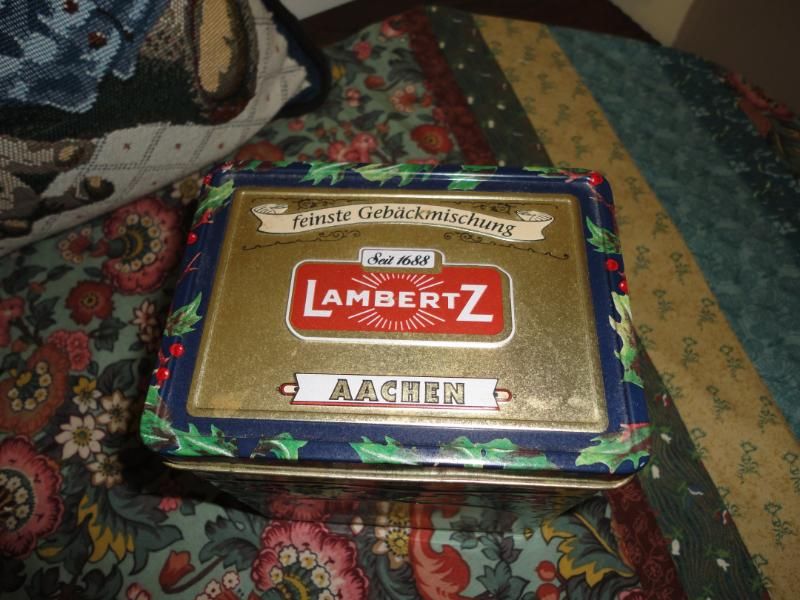 feinste Gebäckmischung
Seit 1688
LAMBERTZ
AACHEN